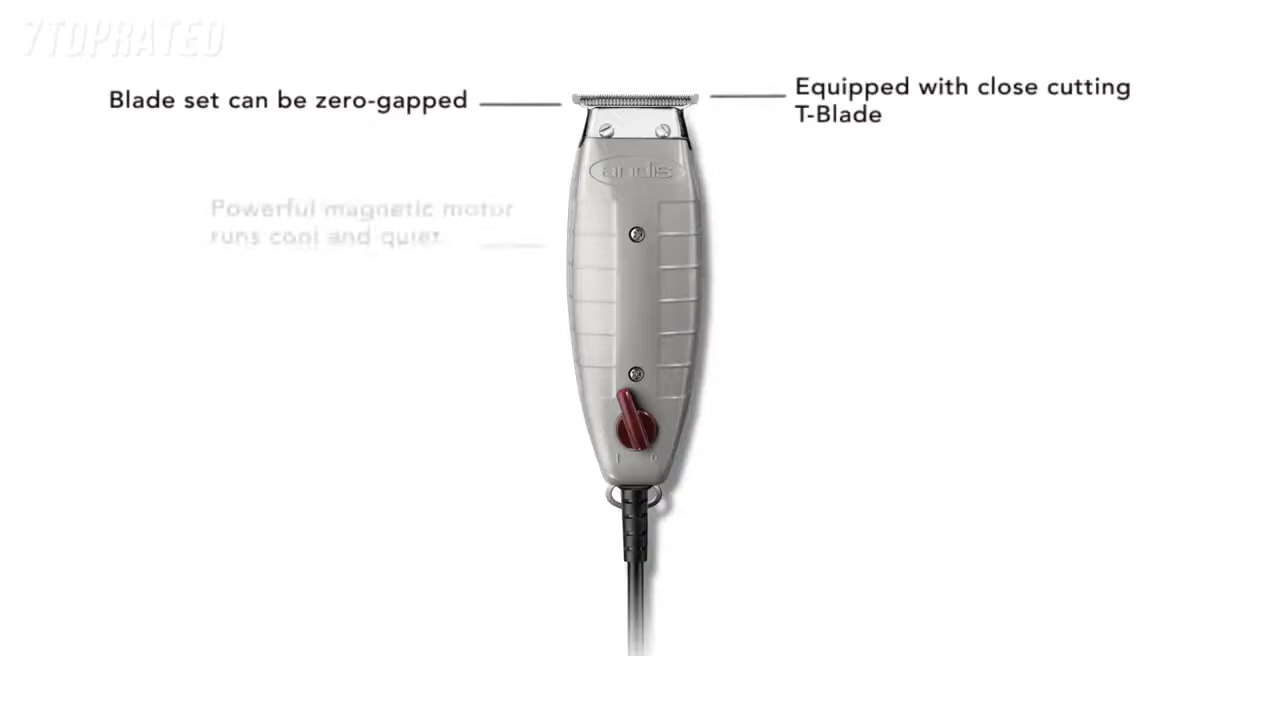 7TOPRATED
Blade set can be zero-gapped
Equipped with close cutting
T-Blade
andis
Powerful magnetic motor
runs cool and quiet